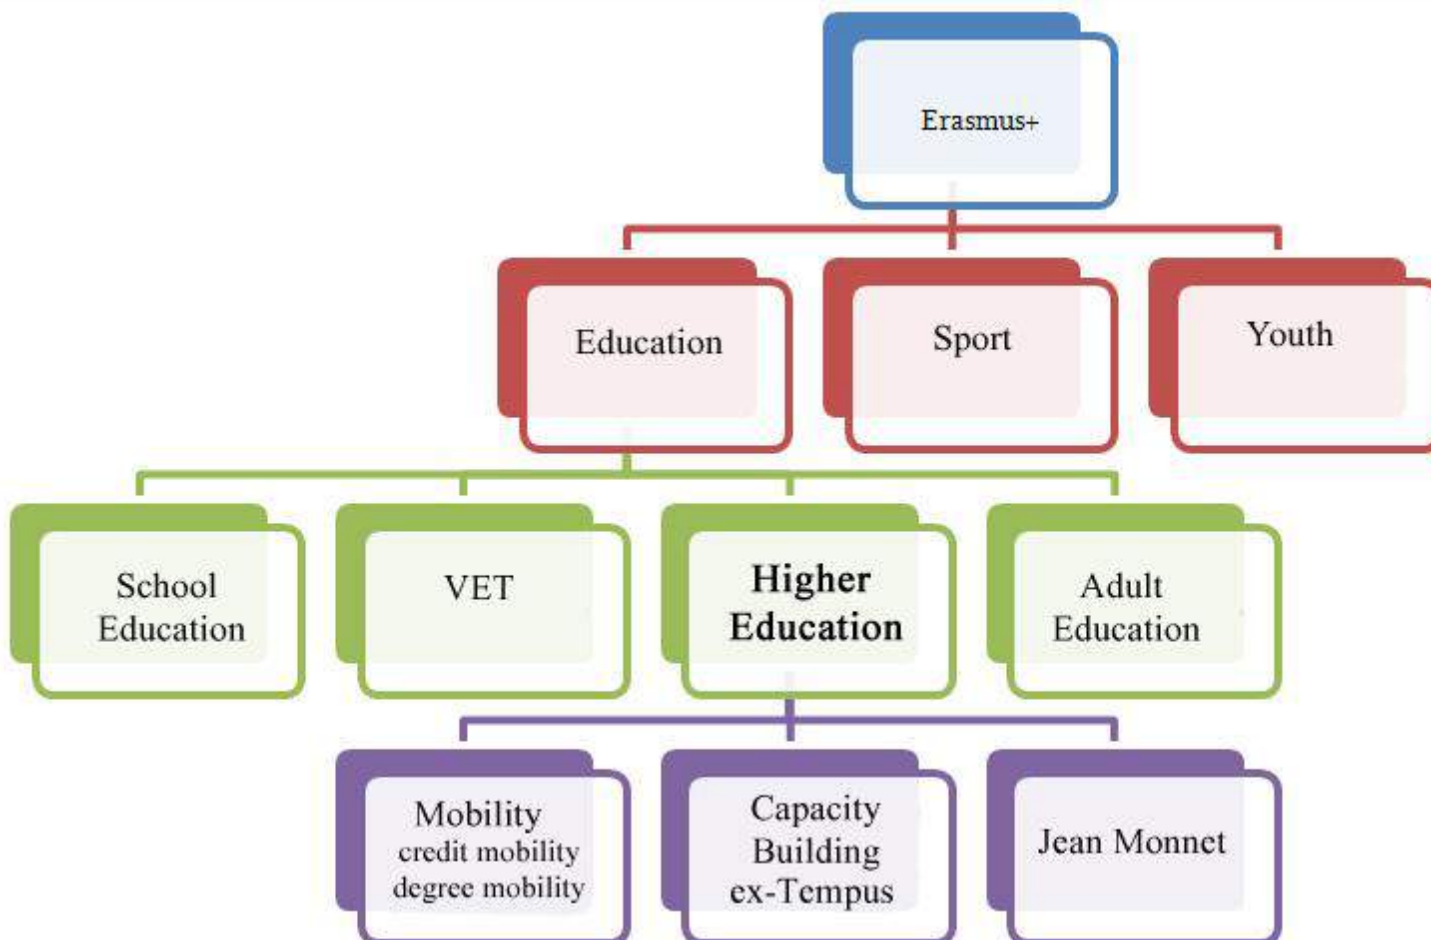 Erasmus+
Education
Sport
Youth
School
Education
VET
Higher
Education
Adult
Education
Mobility
credit mobility
degree mobility
Capacity
Building
ex-Tempus
Jean Monnet